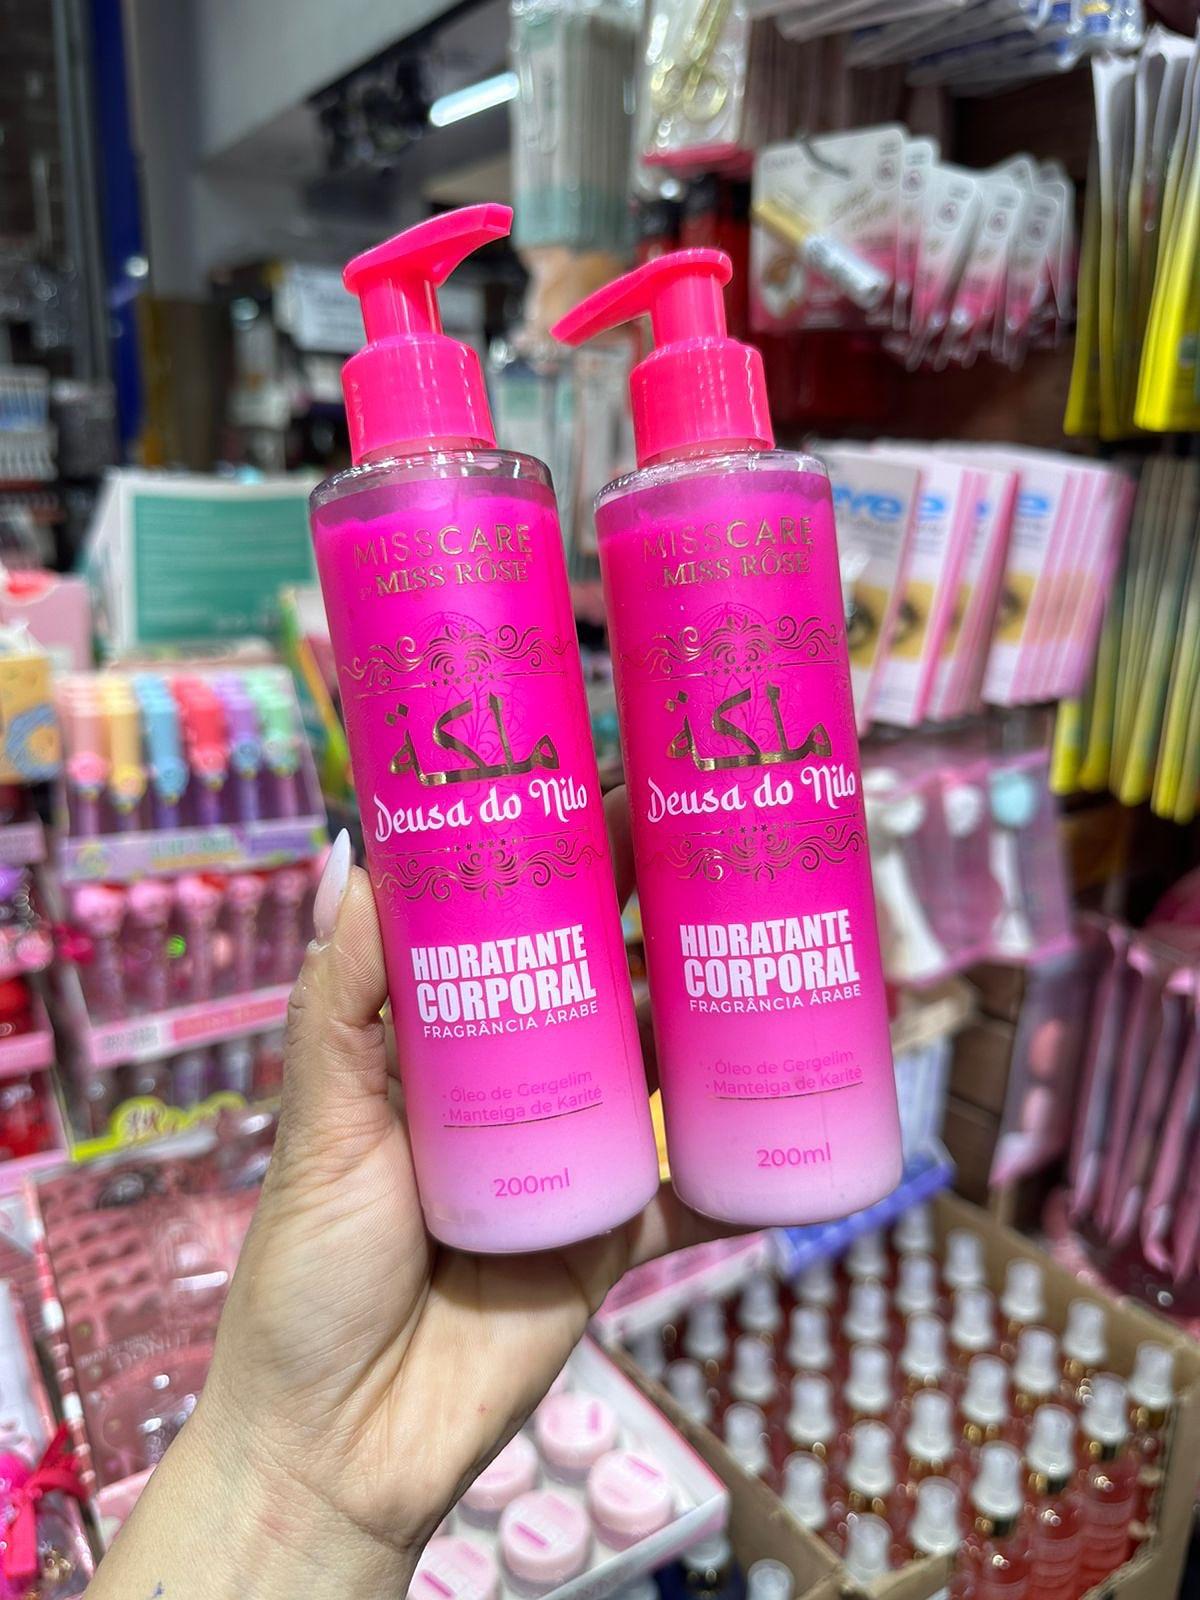 MISSCARE
BY MISS RÔSE
ملكة
Deusa do Nilo
HIDRATANTE
CORPORAL
FRAGRÂNCIA ÁRABE
· Óleo de Gergelim
· Manteiga de Karité
200ml
MISSCARE
BY MISS RÔSE
ملكة
Deusa do Nilo
HIDRATANTE
CORPORAL
FRAGRÂNCIA ÁRABE
· Óleo de Gergelim
· Manteiga de Karité
200ml